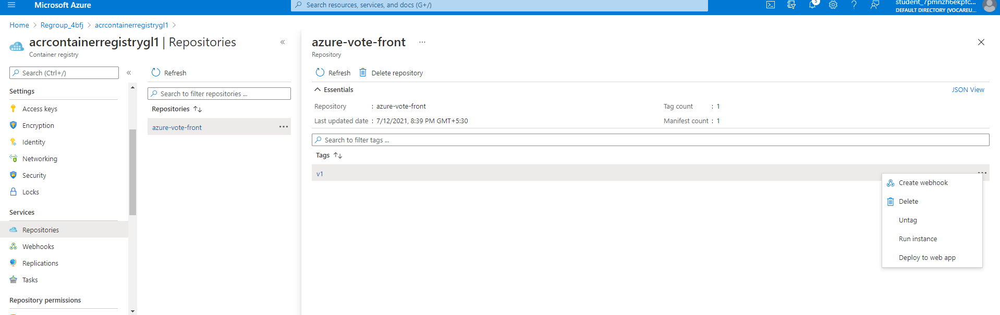 Microsoft Azure
Search resources, services, and docs (G+/)
5
student_7pmnzh6ekpfc...
DEFAULT DIRECTORY (VOCAREU...
Home > Regroup_4bfj > acrcontainerregistrygl1 >
acrcontainerregistrygl1 | Repositories
Container registry
Search (Ctrl+/)
Settings
Access keys
Encryption
Identity
Networking
Security
Locks
Services
Repositories
Webhooks
Replications
Tasks
Repository permissions
Refresh
Search to filter repositories ...
Repositories
azure-vote-front
azure-vote-front
Repository
Refresh
Delete repository
Essentials
JSON View
Repository : azure-vote-front
Tag count : 1
Last updated date : 7/12/2021, 8:39 PM GMT+5:30
Manifest count : 1
Search to filter tags ...
Tags
v1
Create webhook
Delete
Untag
Run instance
Deploy to web app